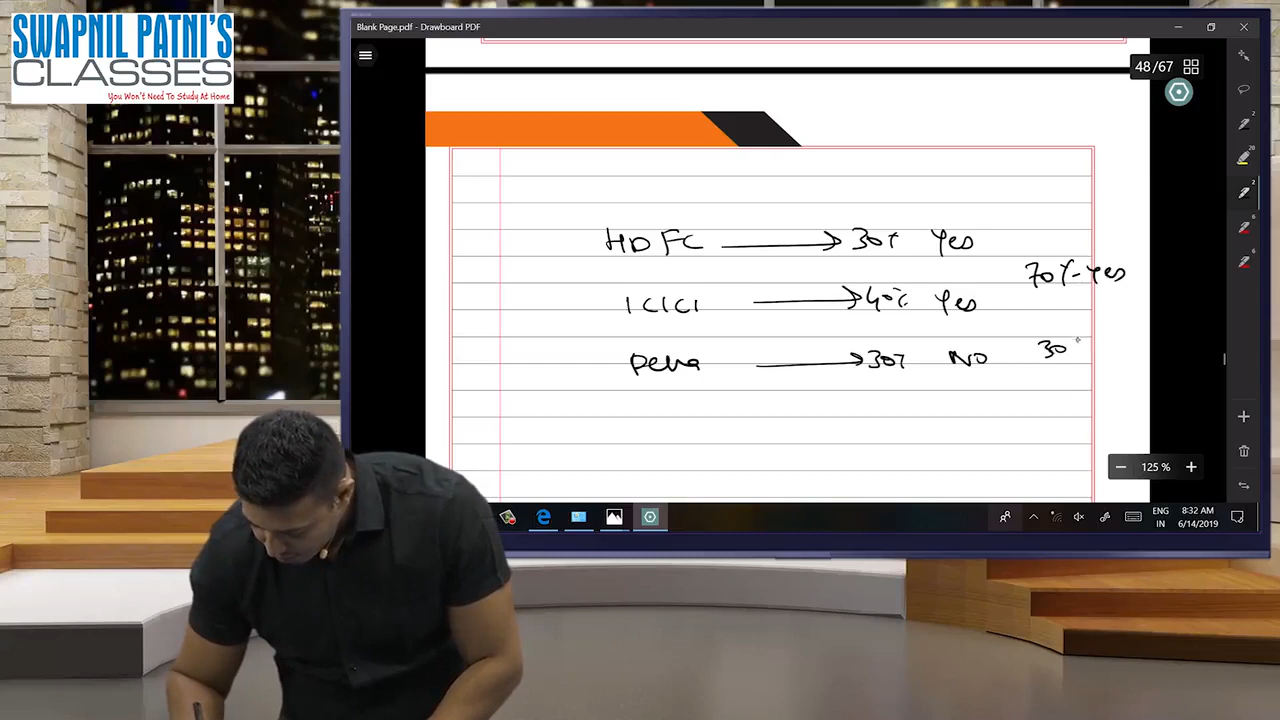 SWAPNIL PATNI'S
CLASSES
You Won't Need To Study At Home
Blank Page.pdf - Drawboard PDF
48/67
HDFC → 30% Yes
70% - Yes
ICICI → 40% Yes
→ 30% NO
30
125 %
ENG
IN
8:32 AM
6/14/2019